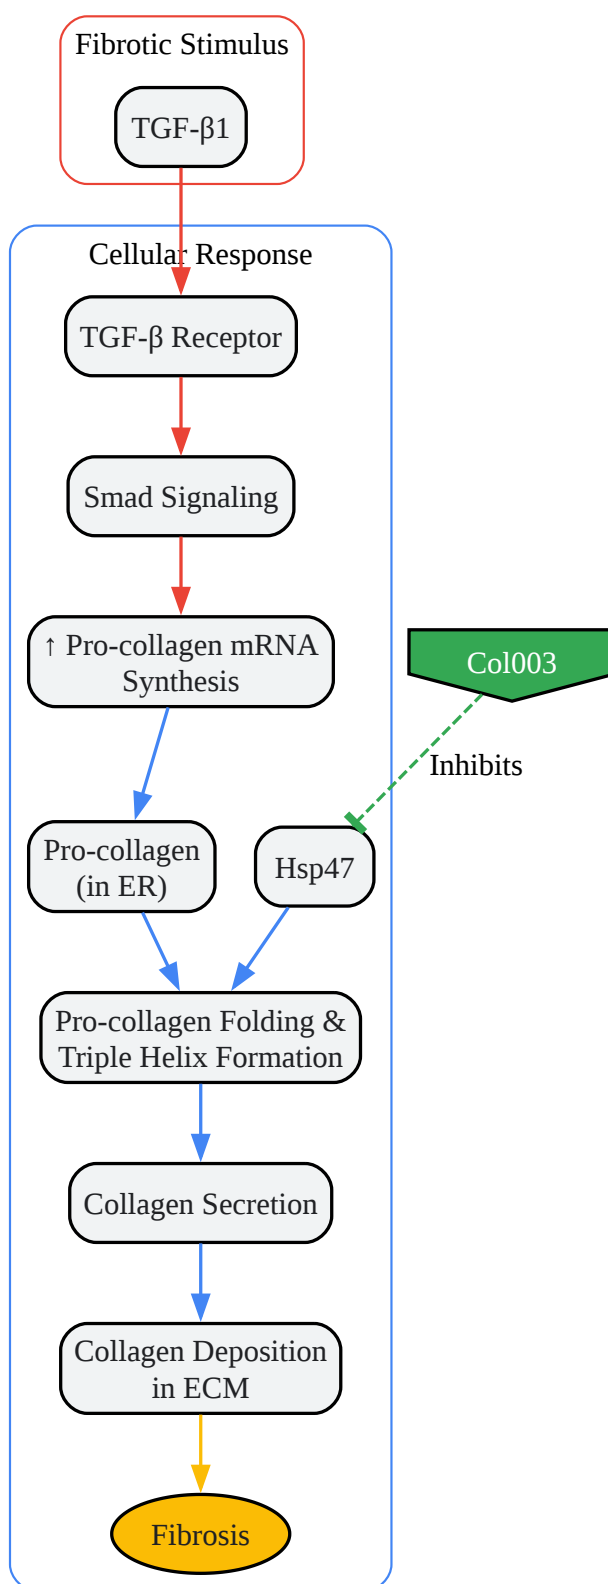 Fibrotic Stimulus
TGF-β1
Cellular Response
TGF-β Receptor
Smad Signaling
↑ Pro-collagen mRNA
Synthesis
Col003
Inhibits
Pro-collagen
(in ER)
Hsp47
Pro-collagen Folding &
Triple Helix Formation
Collagen Secretion
Collagen Deposition
in ECM
Fibrosis